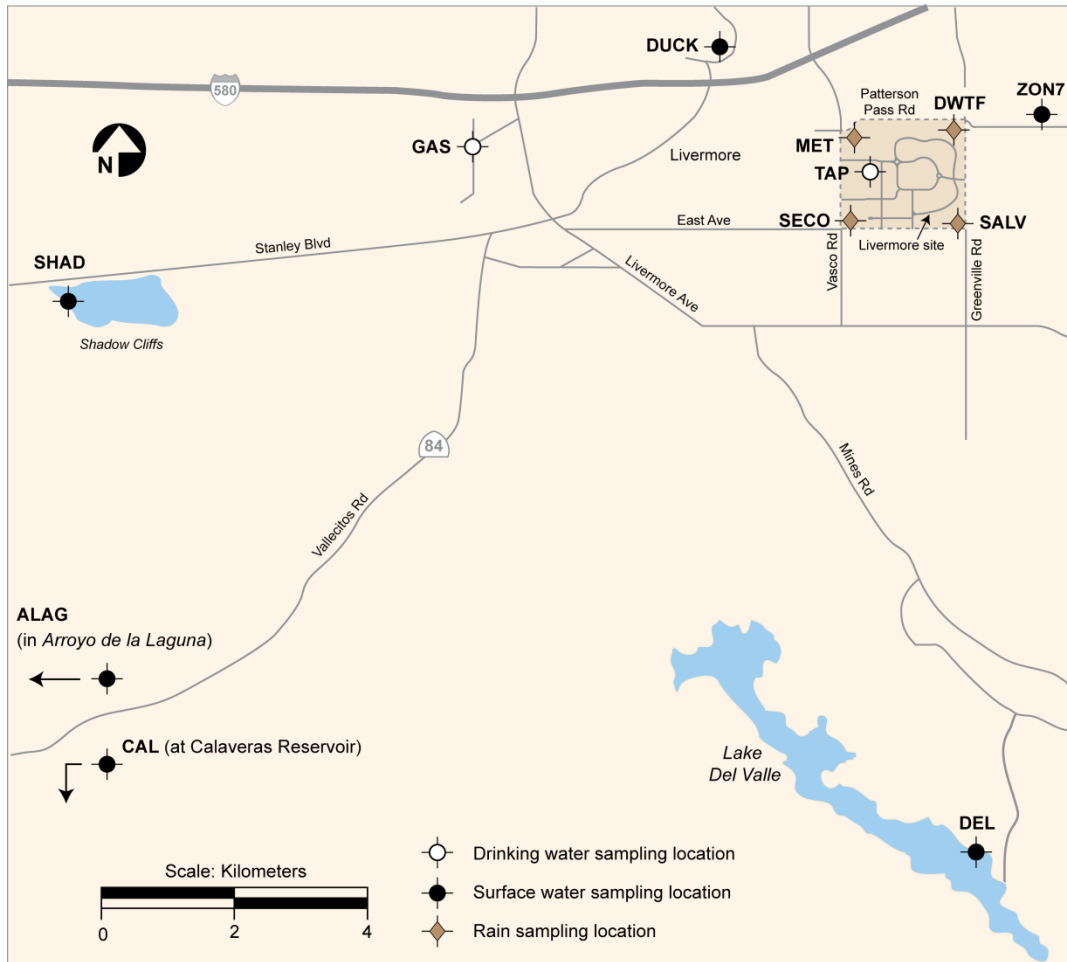 DUCK
580
ZON7
Patterson
Pass Rd
DWTF
N
GAS
MET
Livermore
TAP
SECO
East Ave
SALV
Livermore site
Stanley Blvd
SHAD
Livermore Ave
Vasco Rd
Greenville Rd
Shadow Cliffs
84
Mines Rd
Vallecitos Rd
ALAG
(in Arroyo de la Laguna)
CAL (at Calaveras Reservoir)
Lake
Del Valle
DEL
Scale: Kilometers
0 2 4
Drinking water sampling location
Surface water sampling location
Rain sampling location